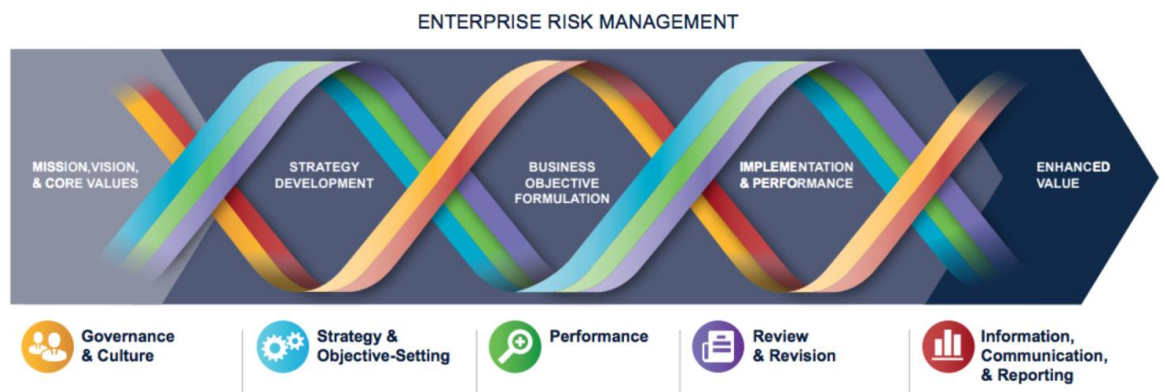 ENTERPRISE RISK MANAGEMENT
MISSION,VISION,
& CORE VALUES
STRATEGY
DEVELOPMENT
BUSINESS
OBJECTIVE
FORMULATION
IMPLEMENTATION
& PERFORMANCE
ENHANCED
VALUE
Governance
& Culture
Strategy &
Objective-Setting
Performance
Review
& Revision
Information,
Communication,
& Reporting